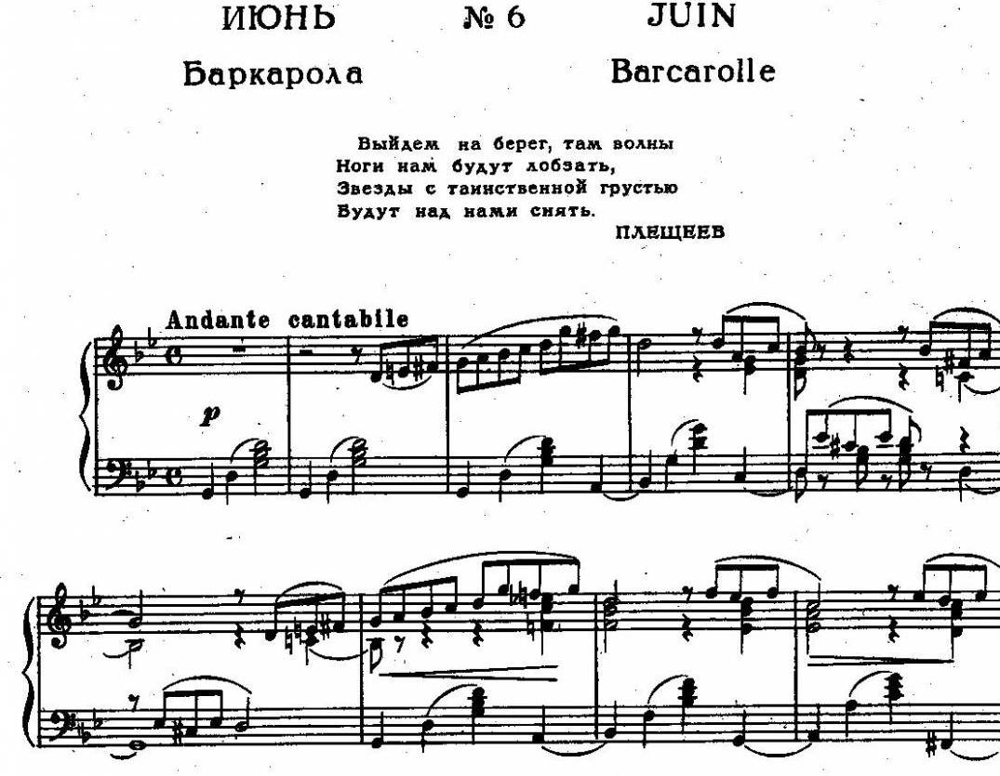 ИЮНЬ № 6 JUIN
Баркарола Barcarolle
Выйдем на берег, там волны
Ноги нам будут лобзать,
Звезды с таинственной грустью
Будут над нами сиять.
ПЛЕЩЕЕВ
Andante cantabile
p